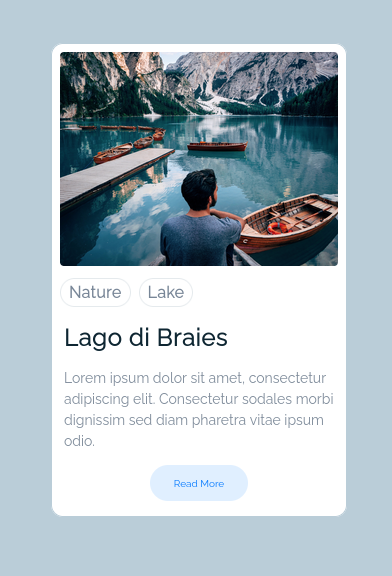 Nature Lake
Lago di Braies
Lorem ipsum dolor sit amet, consectetur
adipiscing elit. Consectetur sodales morbi
dignissim sed diam pharetra vitae ipsum
odio.
Read More